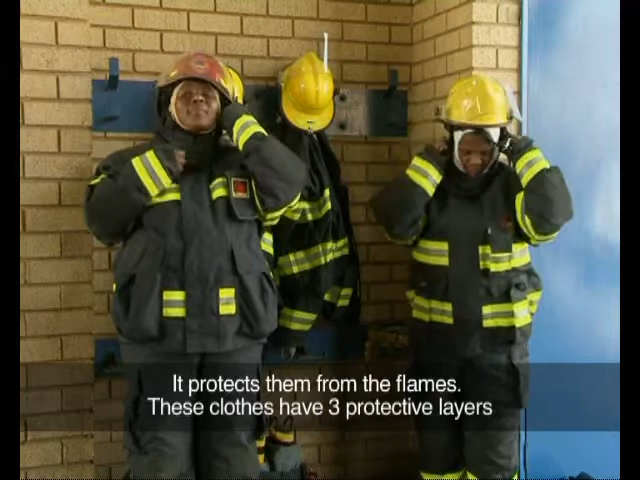 It protects them from the flames.
These clothes have 3 protective layers